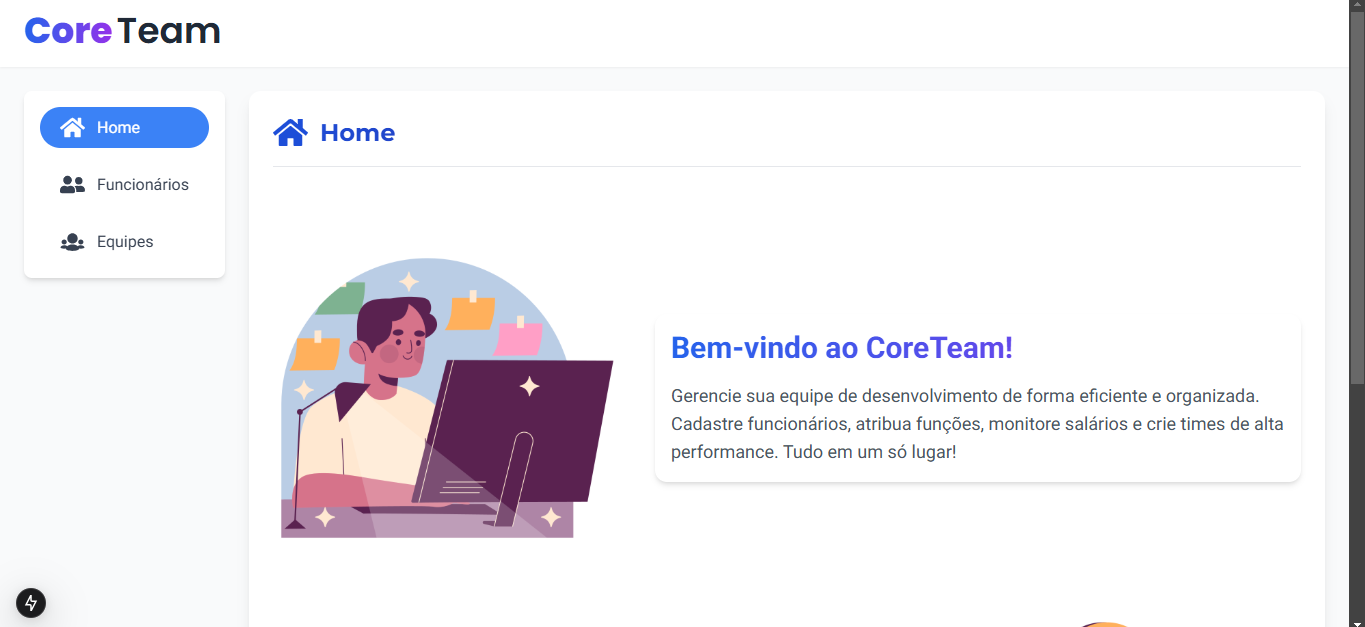 CoreTeam
Home
Funcionários
Equipes
Home
Bem-vindo ao CoreTeam!
Gerencie sua equipe de desenvolvimento de forma eficiente e organizada.
Cadastre funcionários, atribua funções, monitore salários e crie times de alta
performance. Tudo em um só lugar!